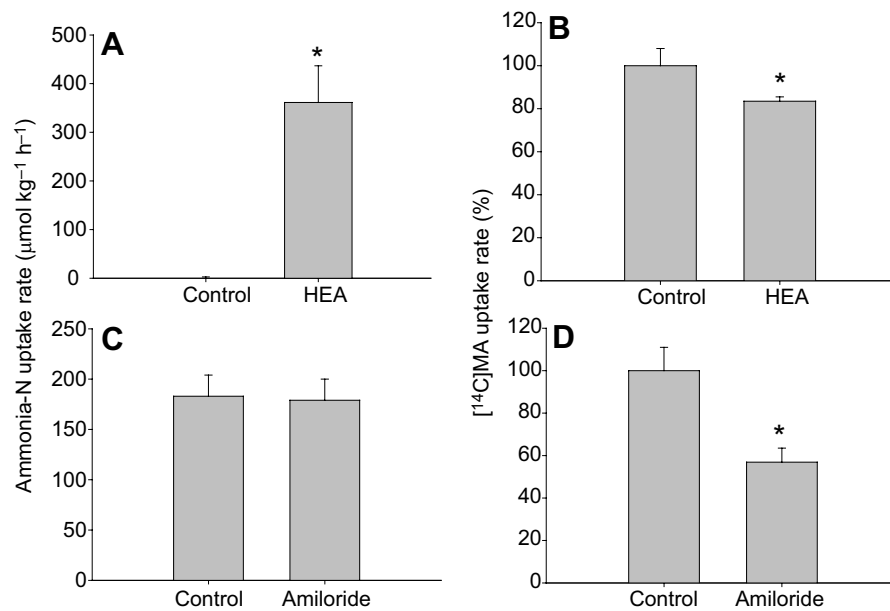 A
500
400
300
200
100
0
*
Control
HEA
B
120
100
80
60
40
20
0
*
Control
HEA
Ammonia-N uptake rate (μmol kg⁻¹ h⁻¹)
[¹⁴C]MA uptake rate (%)
C
250
200
150
100
50
0
Control
Amiloride
D
120
100
80
60
40
20
0
*
Control
Amiloride